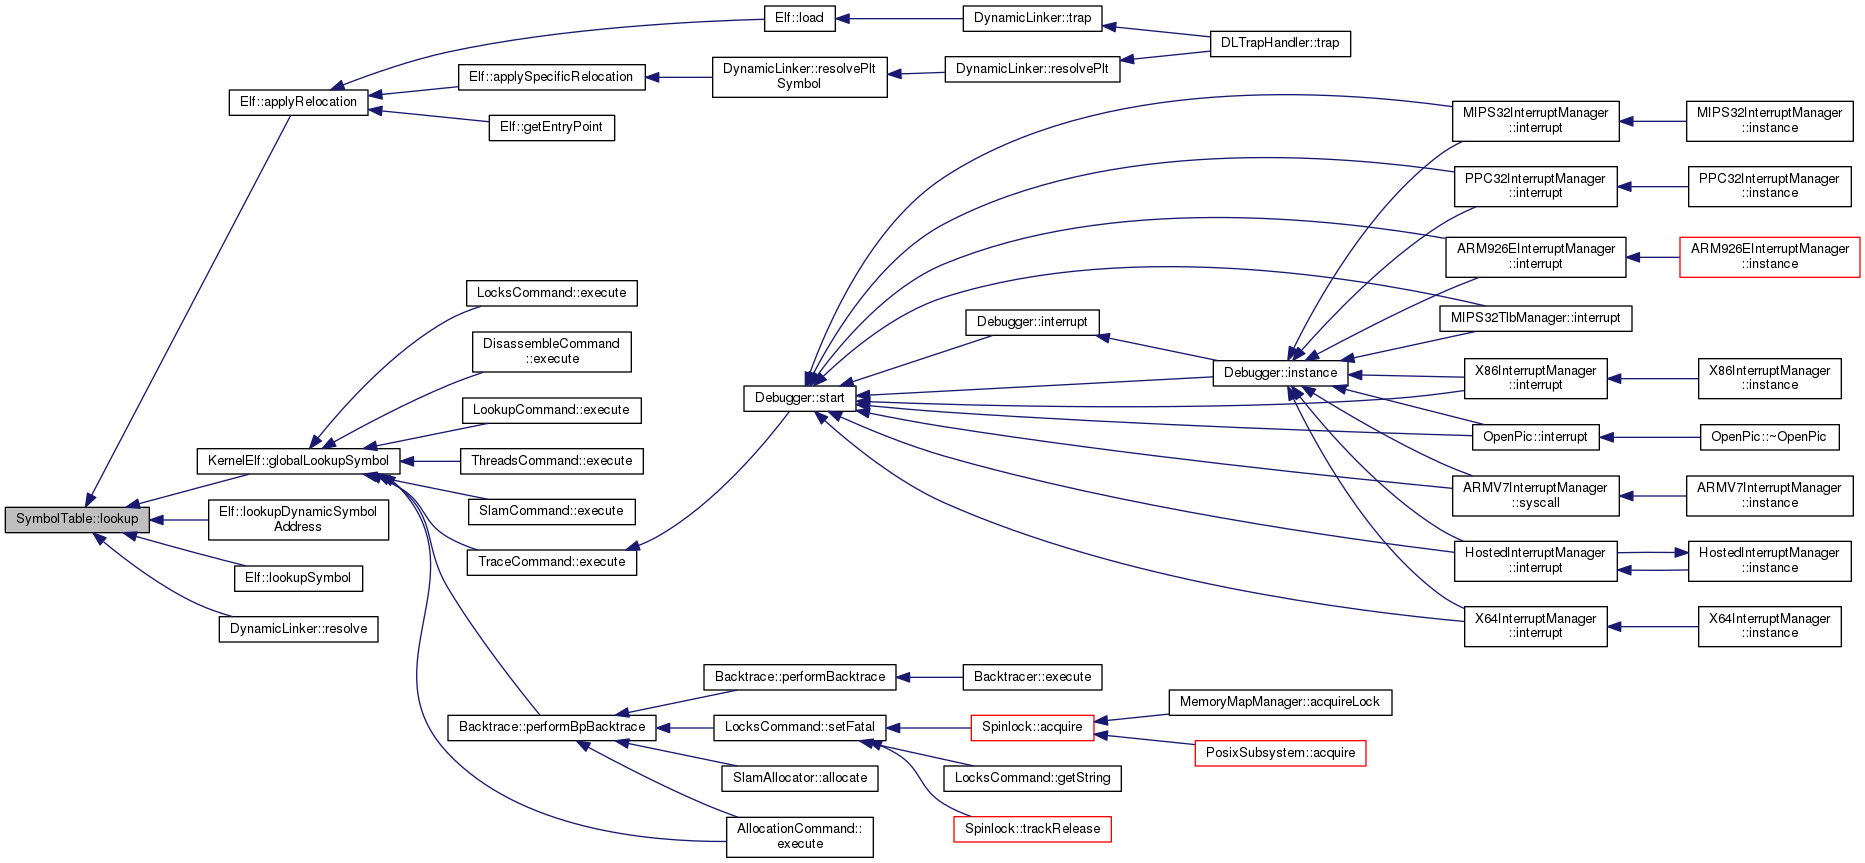 Elf::load
DynamicLinker::trap
DLTrapHandler::trap
Elf::applySpecificRelocation
DynamicLinker::resolvePlt
Symbol
DynamicLinker::resolvePlt
Elf::applyRelocation
Elf::getEntryPoint
MIPS32InterruptManager
::interrupt
MIPS32InterruptManager
::instance
PPC32InterruptManager
::interrupt
PPC32InterruptManager
::instance
ARM926EInterruptManager
::interrupt
ARM926EInterruptManager
::instance
LocksCommand::execute
Debugger::interrupt
MIPS32TlbManager::interrupt
DisassembleCommand
::execute
Debugger::instance
X86InterruptManager
::interrupt
X86InterruptManager
::instance
Debugger::start
LookupCommand::execute
OpenPic::interrupt
OpenPic::~OpenPic
KernelElf::globalLookupSymbol
ThreadsCommand::execute
ARMV7InterruptManager
::syscall
ARMV7InterruptManager
::instance
SlamCommand::execute
SymbolTable::lookup
Elf::lookupDynamicSymbol
Address
TraceCommand::execute
HostedInterruptManager
::interrupt
HostedInterruptManager
::instance
Elf::lookupSymbol
DynamicLinker::resolve
X64InterruptManager
::interrupt
X64InterruptManager
::instance
Backtrace::performBacktrace
Backtracer::execute
MemoryMapManager::acquireLock
Backtrace::performBpBacktrace
LocksCommand::setFatal
Spinlock::acquire
PosixSubsystem::acquire
SlamAllocator::allocate
LocksCommand::getString
AllocationCommand::
execute
Spinlock::trackRelease